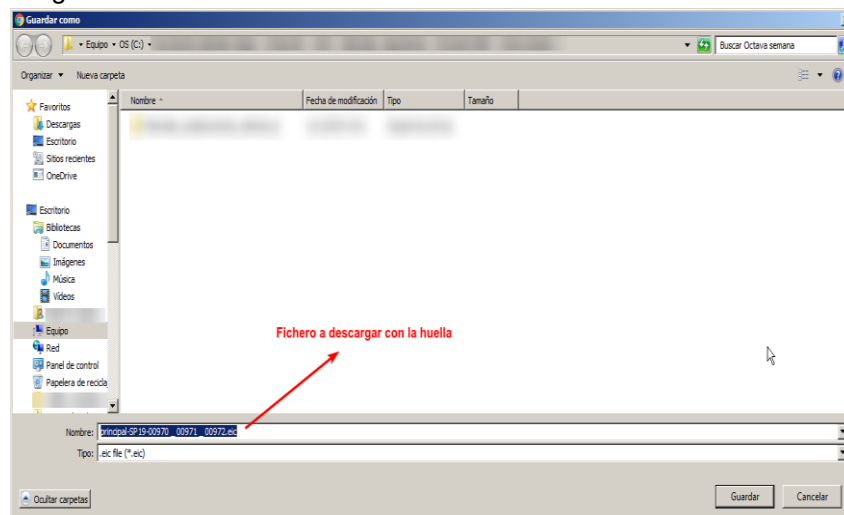 Guardar como
Equipo OS (C:)
Buscar Octava semana
Organizar Nueva carpeta
Nombre Fecha de modificación Tipo Tamaño
Favoritos
Descargas
Escritorio
Sitios recientes
OneDrive
Escritorio
Bibliotecas
Documentos
Imágenes
Música
Vídeos
Equipo
Red
Panel de control
Papelera de recicla
Fichero a descargar con la huella
Nombre: principal-SP19-00970_00971_00972.eic
Tipo: .eic file (*.eic)
Ocultar carpetas
Guardar Cancelar